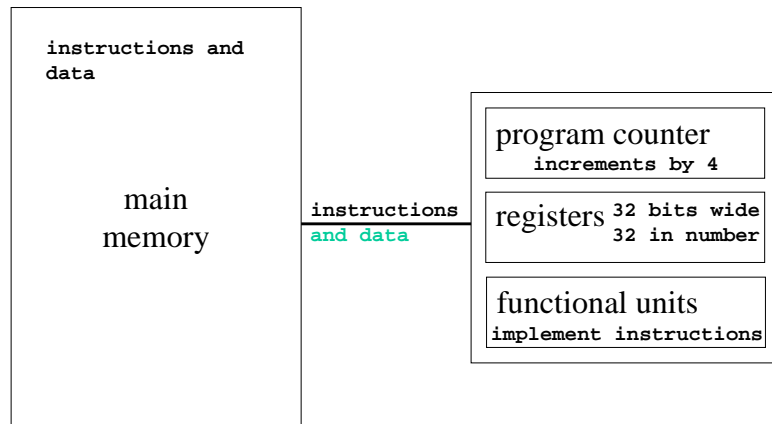 instructions and
data
main
memory
instructions
and data
program counter
increments by 4
registers 32 bits wide
32 in number
functional units
implement instructions